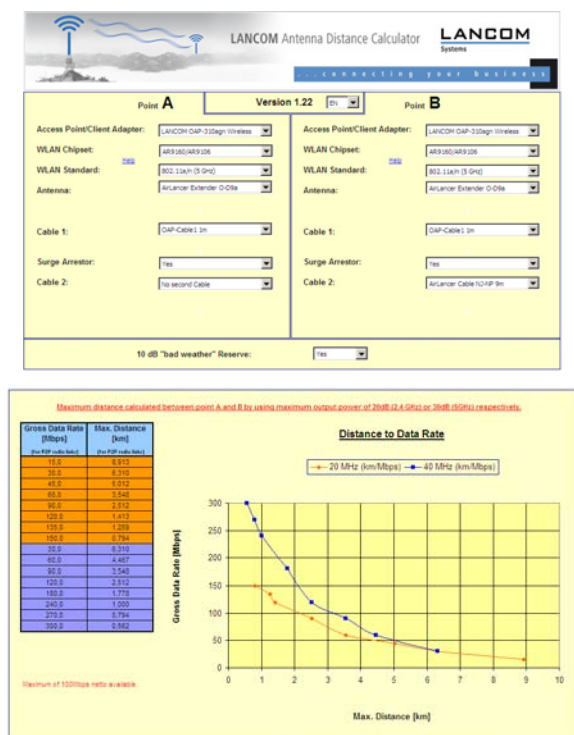 LANCOM Antenna Distance Calculator
LANCOM
Systems
...connecting your business
Point A
Version 1.22 EN
Point B
Access Point/Client Adapter: LANCOM OAP-310agn Wireless
Access Point/Client Adapter: LANCOM OAP-310agn Wireless
WLAN Chipset: AR9160/AR9106
WLAN Chipset: AR9160/AR9106
help
help
WLAN Standard: 802.11a/n (5 GHz)
WLAN Standard: 802.11a/n (5 GHz)
Antenna: AirLancer Extender O-D9a
Antenna: AirLancer Extender O-D9a
Cable 1: OAP-Cable1 1m
Cable 1: OAP-Cable1 1m
Surge Arrestor: Yes
Surge Arrestor: Yes
Cable 2: No second Cable
Cable 2: AirLancer Cable NJ-NP 9m
10 dB "bad weather" Reserve: Yes
Maximum distance calculated between point A and B by using maximum output power of 20dB (2.4 GHz) or 30dB (5GHz) respectively.
Gross Data Rate [Mbps] Max. Distance [km]
(for P2P radio links) (for P2P radio links)
15,0 8,913
30,0 6,310
45,0 5,012
60,0 3,548
90,0 2,512
120,0 1,413
135,0 1,259
150,0 0,794
30,0 6,310
60,0 4,467
90,0 3,548
120,0 2,512
180,0 1,778
240,0 1,000
270,0 0,794
300,0 0,562
Maximum of 100Mbps netto available.
Distance to Data Rate
20 MHz (km/Mbps) 40 MHz (km/Mbps)
Gross Data Rate [Mbps]
300
250
200
150
100
50
0
0 1 2 3 4 5 6 7 8 9 10
Max. Distance [km]